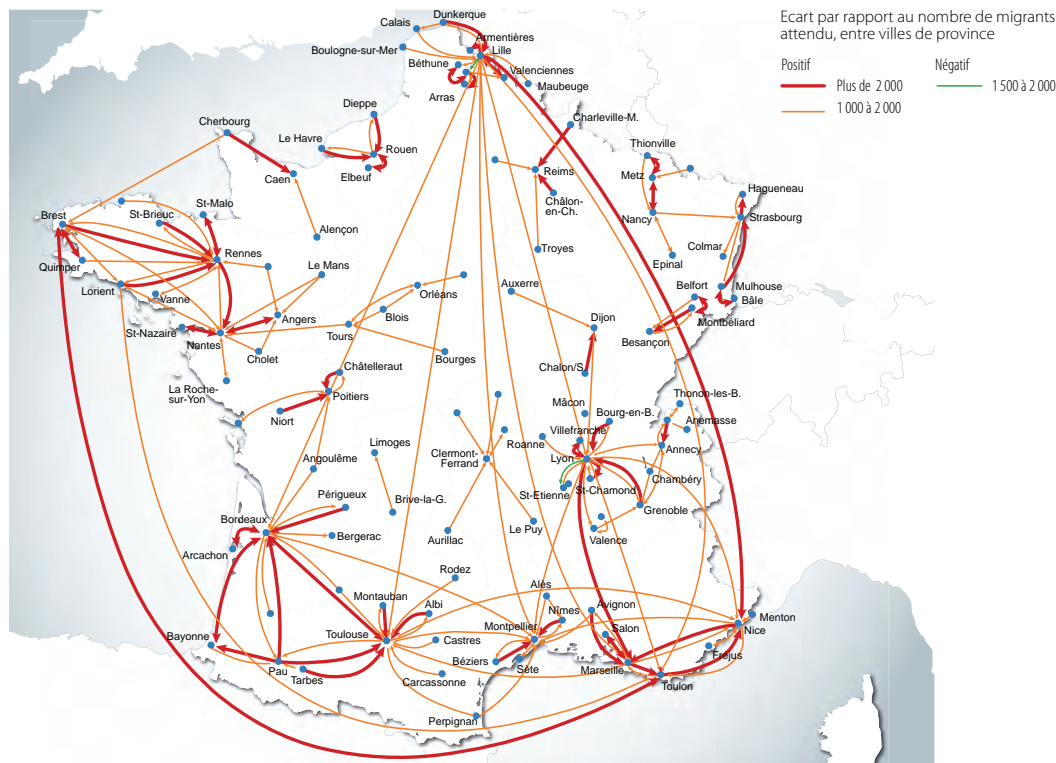 Ecart par rapport au nombre de migrants
attendu, entre villes de province
Positif
Négatif
Plus de 2 000
1 500 à 2 000
1 000 à 2 000
Dunkerque
Calais
Armentières
Boulogne-sur-Mer
Lille
Béthune
Valenciennes
Maubeuge
Arras
Dieppe
Charleville-M.
Cherbourg
Le Havre
Rouen
Thionville
Caen
Elbeuf
Reims
Metz
Hagueneau
Châlon-
en-Ch.
St-Malo
Brest
St-Brieuc
Nancy
Strasbourg
Alençon
Troyes
Quimper
Rennes
Le Mans
Epinal
Colmar
Lorient
Vanne
Orléans
Auxerre
Belfort
Mulhouse
Bâle
Angers
Blois
Dijon
Montbéliard
St-Nazaire
Nantes
Tours
Besançon
Cholet
Bourges
Chalon/S.
Châtelleraut
La Roche-
sur-Yon
Poitiers
Mâcon
Thonon-les-B.
Bourg-en-B.
Niort
Anemasse
Villefranche
Limoges
Roanne
Angoulême
Clermont-
Ferrand
Lyon
Annecy
Chambéry
Périgueux
St-Etienne
St-Chamond
Brive-la-G.
Grenoble
Bordeaux
Aurillac
Le Puy
Bergerac
Valence
Arcachon
Rodez
Alès
Montauban
Albi
Nîmes
Avignon
Toulouse
Montpellier
Salon
Menton
Nice
Bayonne
Castres
Béziers
Sète
Fréjus
Pau
Tarbes
Carcassonne
Marseille
Toulon
Perpignan